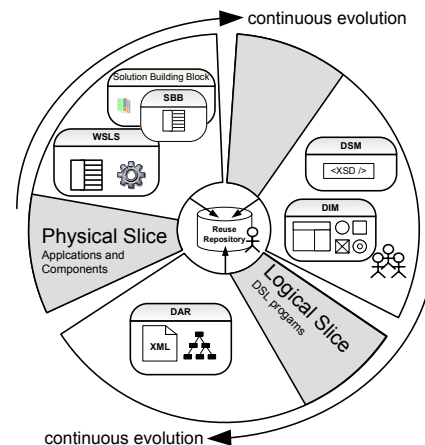 continuous evolution
Solution Building Block
SBB
WSLS
DSM
<XSD />
DIM
Reuse
Repository
Physical Slice
Applications and
Components
Logical Slice
DSL progams
DAR
XML
continuous evolution